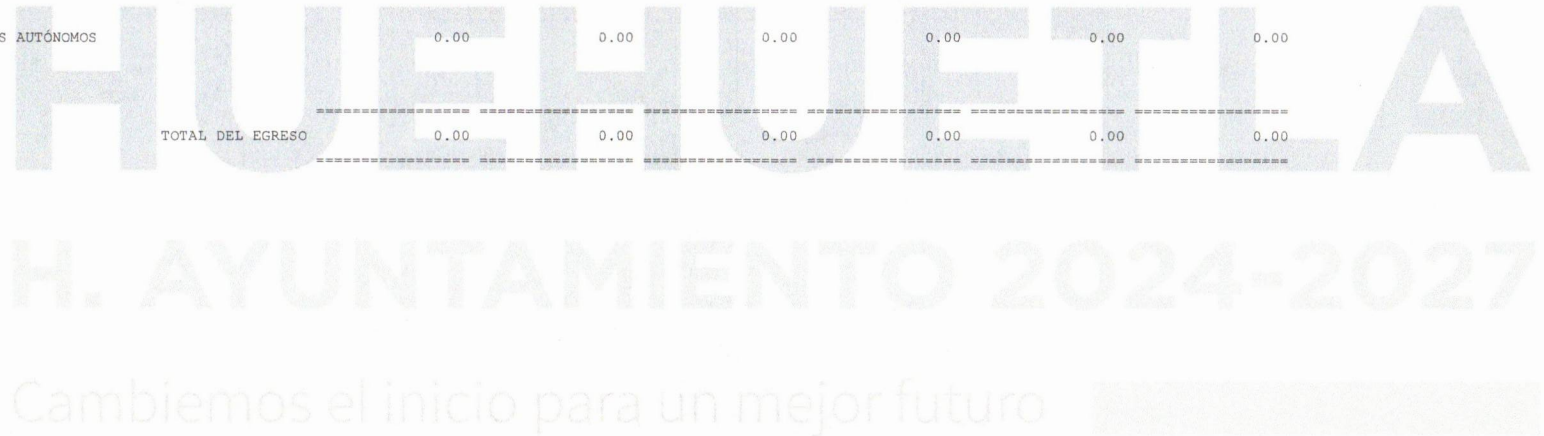 HUEHUETLA
S AUTÓNOMOS 0.00 0.00 0.00 0.00 0.00 0.00
TOTAL DEL EGRESO 0.00 0.00 0.00 0.00 0.00 0.00
H. AYUNTAMIENTO 2024-2027
Cambiemos el inicio para un mejor futuro